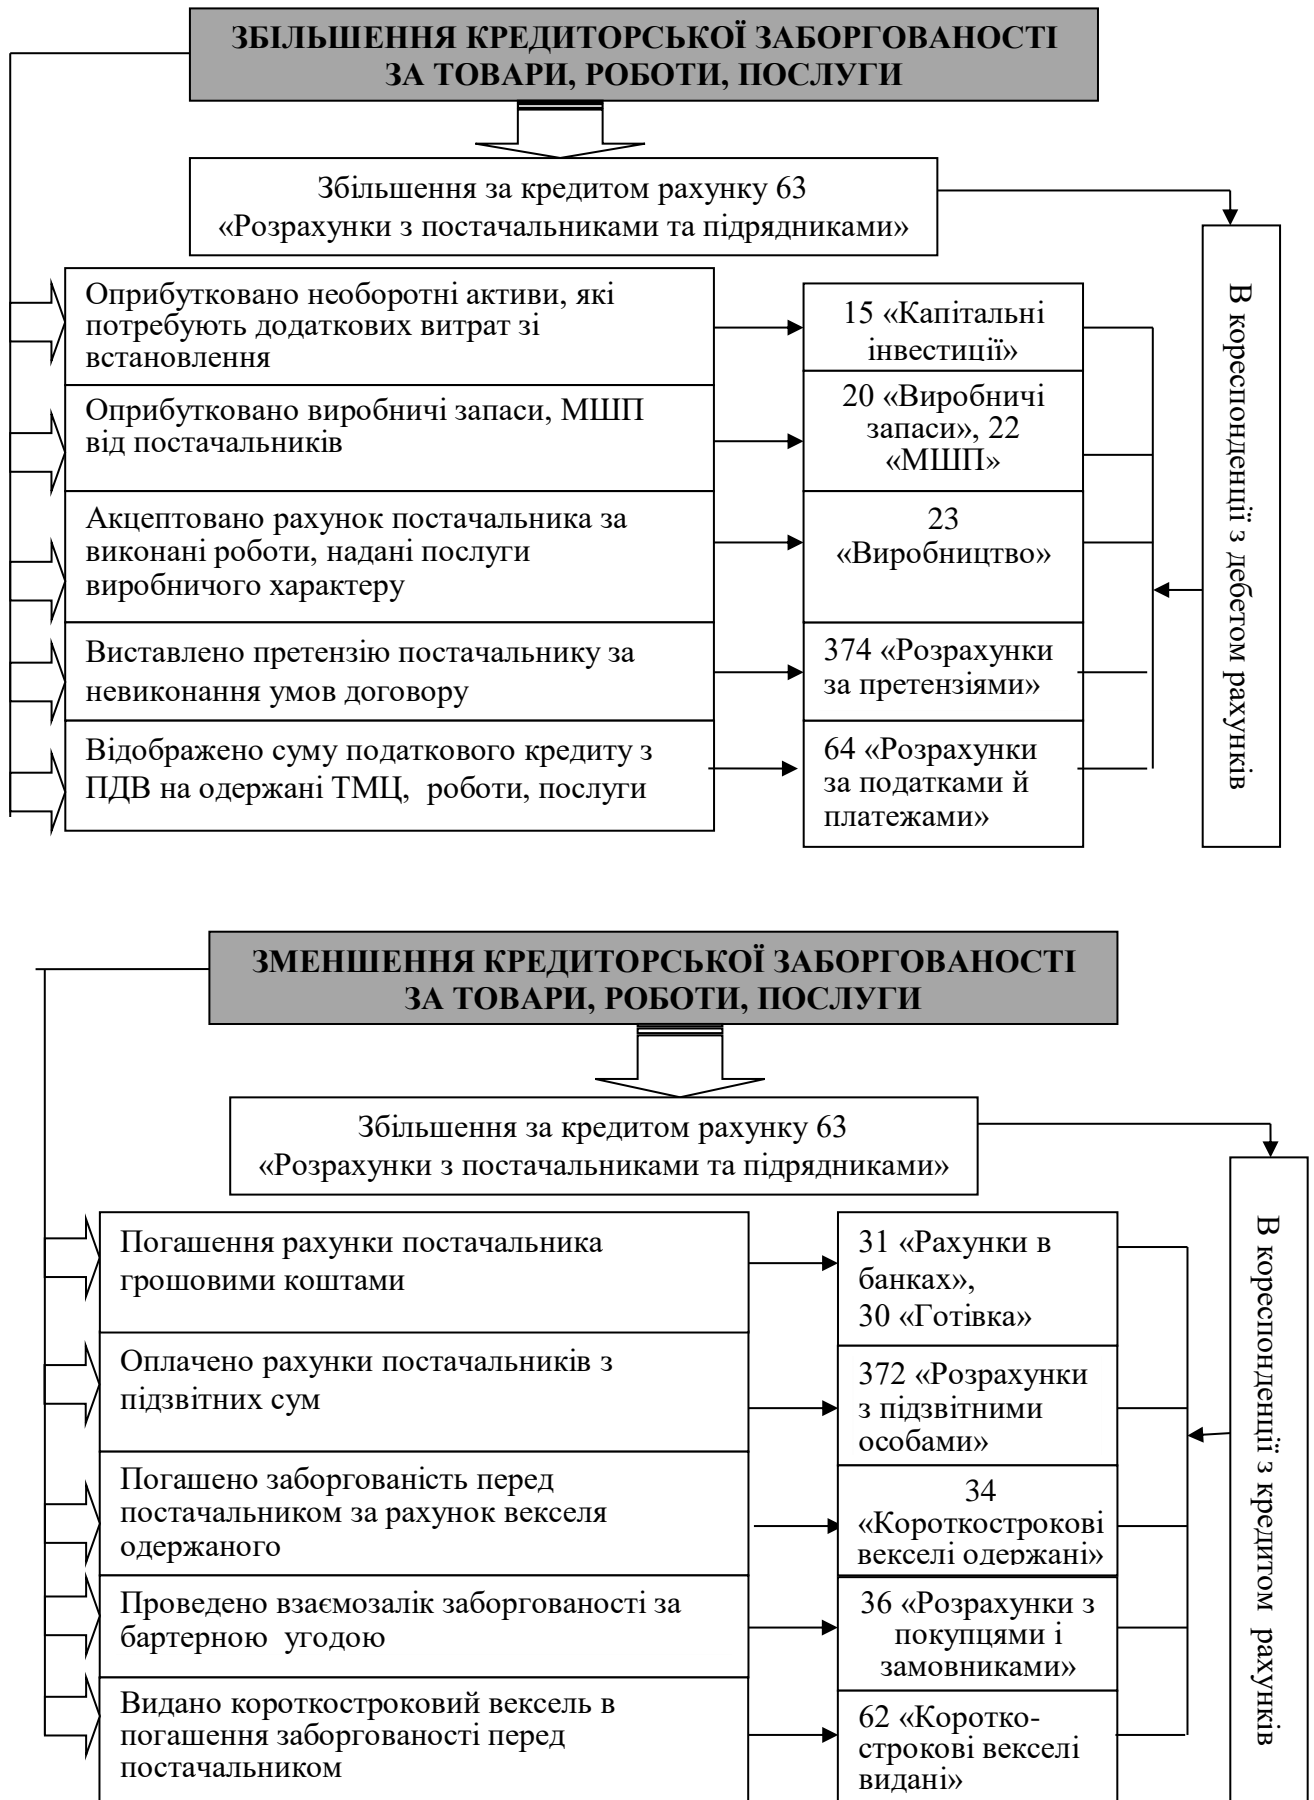 ЗБІЛЬШЕННЯ КРЕДИТОРСЬКОЇ ЗАБОРГОВАНОСТІ
ЗА ТОВАРИ, РОБОТИ, ПОСЛУГИ
Збільшення за кредитом рахунку 63
«Розрахунки з постачальниками та підрядниками»
Оприбутковано необоротні активи, які
потребують додаткових витрат зі
встановлення
15 «Капітальні
інвестиції»
Оприбутковано виробничі запаси, МШП
від постачальників
20 «Виробничі
запаси», 22
«МШП»
Акцептовано рахунок постачальника за
виконані роботи, надані послуги
виробничого характеру
23
«Виробництво»
Виставлено претензію постачальнику за
невиконання умов договору
374 «Розрахунки
за претензіями»
Відображено суму податкового кредиту з
ПДВ на одержані ТМЦ,  роботи, послуги
64 «Розрахунки
за податками й
платежами»
В кореспонденції з дебетом рахунків
ЗМЕНШЕННЯ КРЕДИТОРСЬКОЇ ЗАБОРГОВАНОСТІ
ЗА ТОВАРИ, РОБОТИ, ПОСЛУГИ
Збільшення за кредитом рахунку 63
«Розрахунки з постачальниками та підрядниками»
Погашення рахунки постачальника
грошовими коштами
31 «Рахунки в
банках»,
30 «Готівка»
Оплачено рахунки постачальників з
підзвітних сум
372 «Розрахунки
з підзвітними
особами»
Погашено заборгованість перед
постачальником за рахунок векселя
одержаного
34
«Короткострокові
векселі одержані»
Проведено взаємозалік заборгованості за
бартерною  угодою
36 «Розрахунки з
покупцями і
замовниками»
Видано короткостроковий вексель в
погашення заборгованості перед
постачальником
62 «Коротко-
строкові векселі
видані»
В кореспонденції з кредитом  рахунків